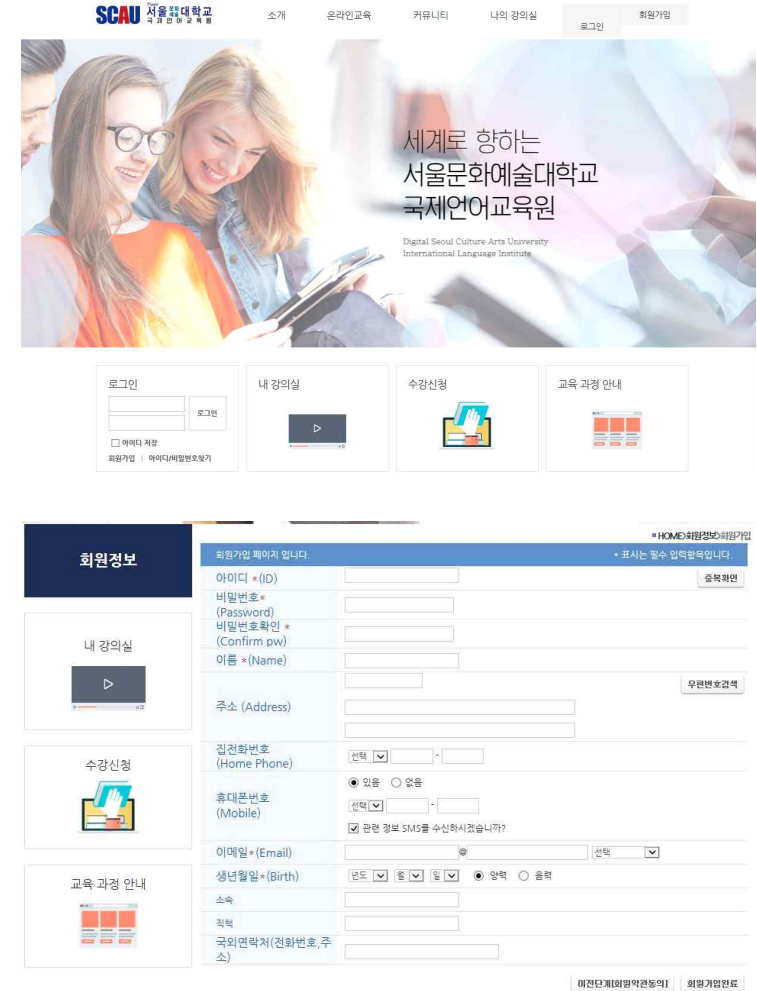 SCAU 서울문화예술대학교
국제언어교육원
소개
온라인교육
커뮤니티
나의 강의실
로그인
회원가입
세계로 향하는
서울문화예술대학교
국제언어교육원
Digital Seoul Culture Arts University
International Language Institute
로그인
로그인
아이디 저장
회원가입 | 아이디/비밀번호찾기
내 강의실
수강신청
교육 과정 안내
HOME>회원정보>회원가입
회원정보
내 강의실
수강신청
교육 과정 안내
회원가입 페이지 입니다.
* 표시는 필수 입력항목입니다.
아이디 *(ID)
중복확인
비밀번호*
(Password)
비밀번호확인 *
(Confirm pw)
이름 *(Name)
우편번호검색
주소 (Address)
집전화번호
(Home Phone)
선택 -
휴대폰번호
(Mobile)
있음 없음
선택 -
관련 정보 SMS를 수신하시겠습니까?
이메일*(Email)
@ 선택
생년월일*(Birth)
년도 월 일 양력 음력
소속
직책
국외연락처(전화번호,주
소)
이전단계[회원약관동의]
회원가입완료